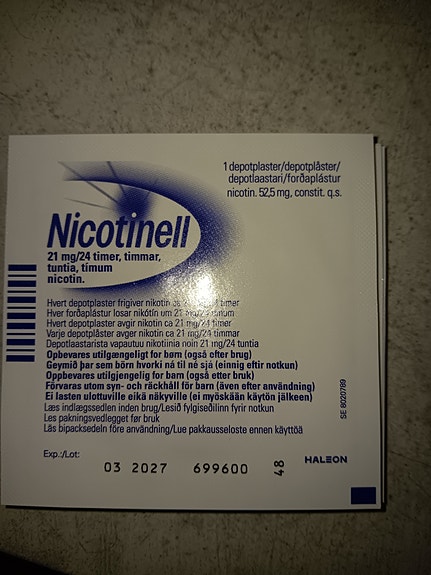 1 depotplaster/depotplåster/
depotlaastari/forðaplástur
nicotin. 52,5 mg, constit. q.s.
Nicotinell
21 mg/24 timer, timmar,
tuntia, tímum
nicotin.
Hvert depotplaster frigiver nikotin ca 21 timer
Hver forðaplástur losar nikótín um 21 mg/24 tímum
Hvert depotplaster avgir nikotin ca 21 mg/24 timer
Varje depotplåster avger nikotin ca 21 mg/24 timmar
Depotlaastarista vapautuu nikotiinia noin 21 mg/24 tuntia
Opbevares utilgængeligt for børn (også efter brug)
Geymið þar sem börn hvorki ná til né sjá (einnig eftir notkun)
Oppbevares utilgjengelig for barn (også etter bruk)
Förvaras utom syn- och räckhåll för barn (även efter användning)
Ei lasten ulottuville eikä näkyville (ei myöskään käytön jälkeen)
Læs indlægssedlen inden brug/Lesið fylgiseðilinn fyrir notkun
Les pakningsvedlegget før bruk
Läs bipacksedeln före användning/Lue pakkausseloste ennen käyttöä
SE 8020789
Exp./Lot:
03 2027 699600 48
HALEON